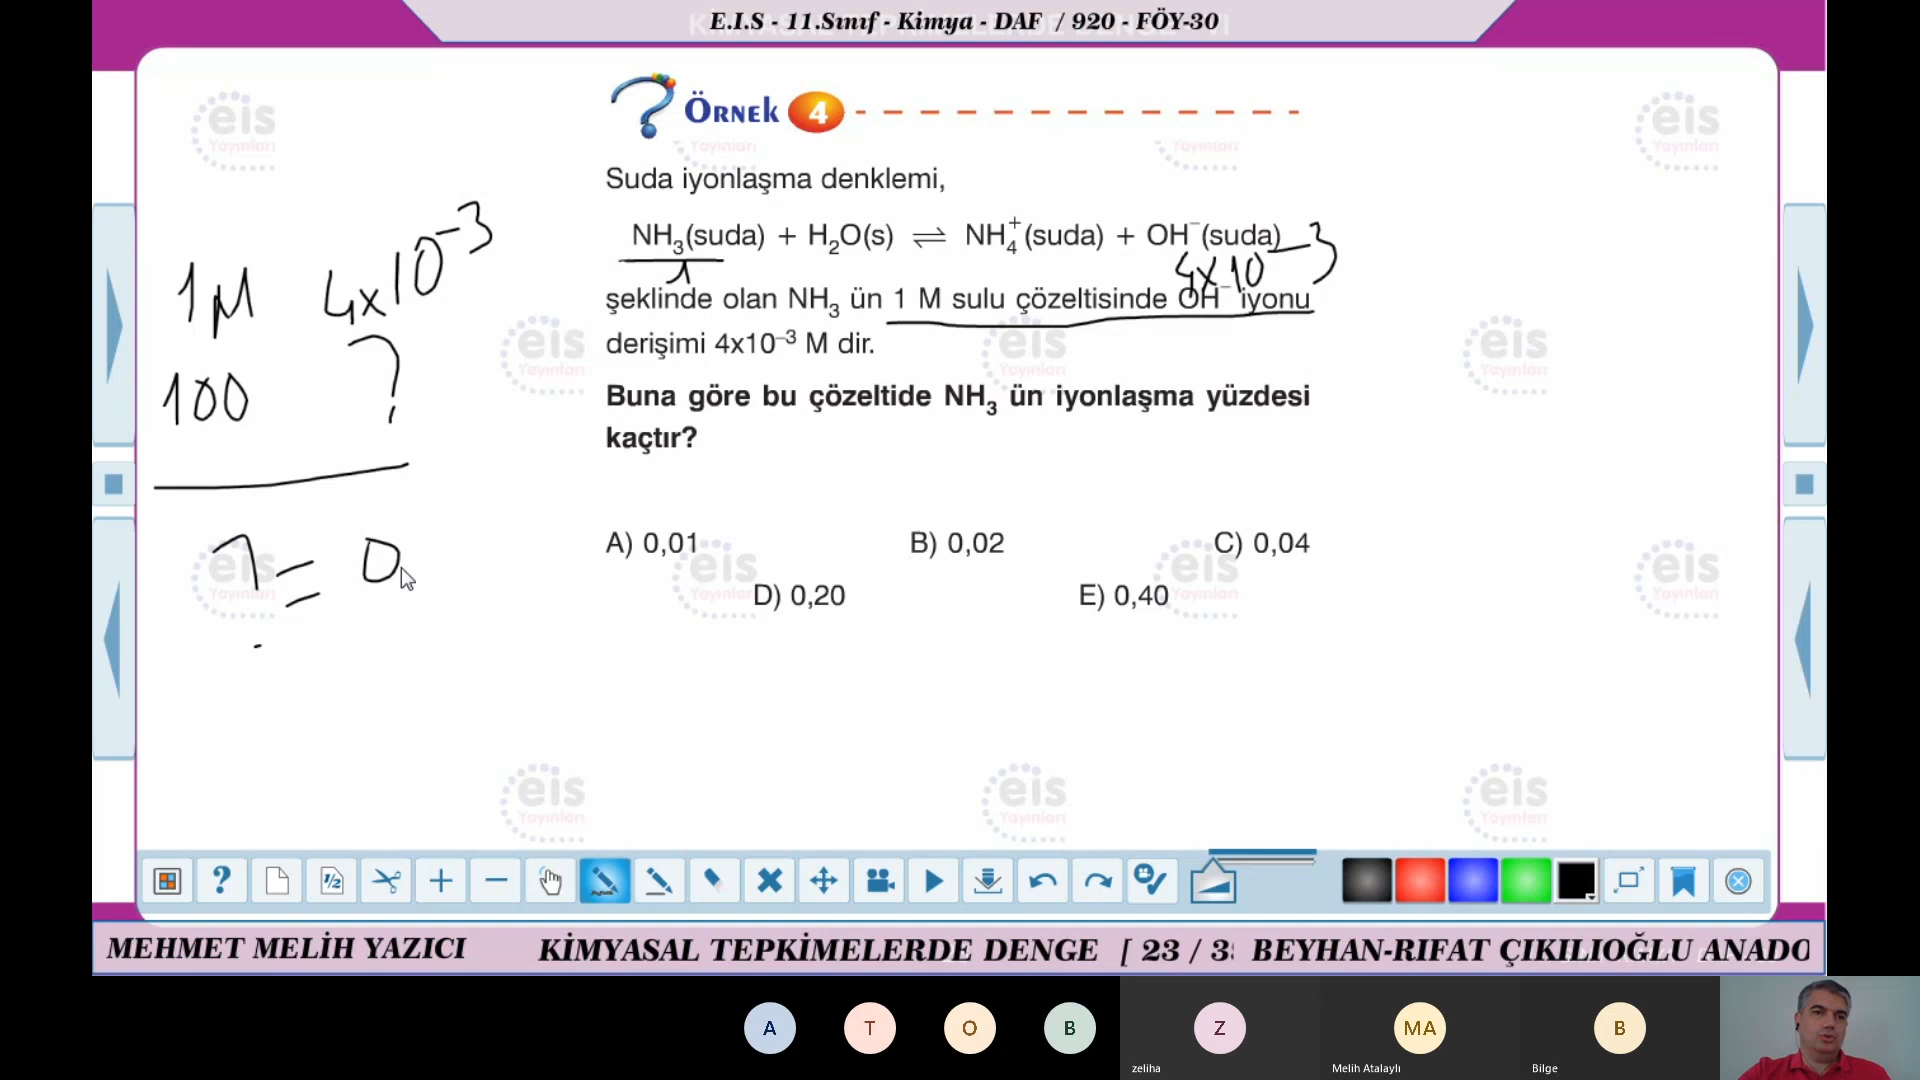 E.I.S - 11.Sınıf - Kimya - DAF / 920 - FÖY-30
ÖRNEK 4
Suda iyonlaşma denklemi,
NH₃(suda) + H₂O(s) ⇌ NH₄⁺(suda) + OH⁻(suda)
1
4x10⁻³
şeklinde olan NH₃ ün 1 M sulu çözeltisinde OH⁻ iyonu
derişimi 4x10⁻³ M dir.
Buna göre bu çözeltide NH₃ ün iyonlaşma yüzdesi
kaçtır?
A) 0,01 B) 0,02 C) 0,04
D) 0,20 E) 0,40
1M 4x10⁻³
100 ?
? = 0
eis Yayınları
MEHMET MELİH YAZICI
KİMYASAL TEPKİMELERDE DENGE [ 23 / 3
BEYHAN-RIFAT ÇIKILIOĞLU ANADO
A T O B Z MA B
zeliha Melih Atalaylı Bilge